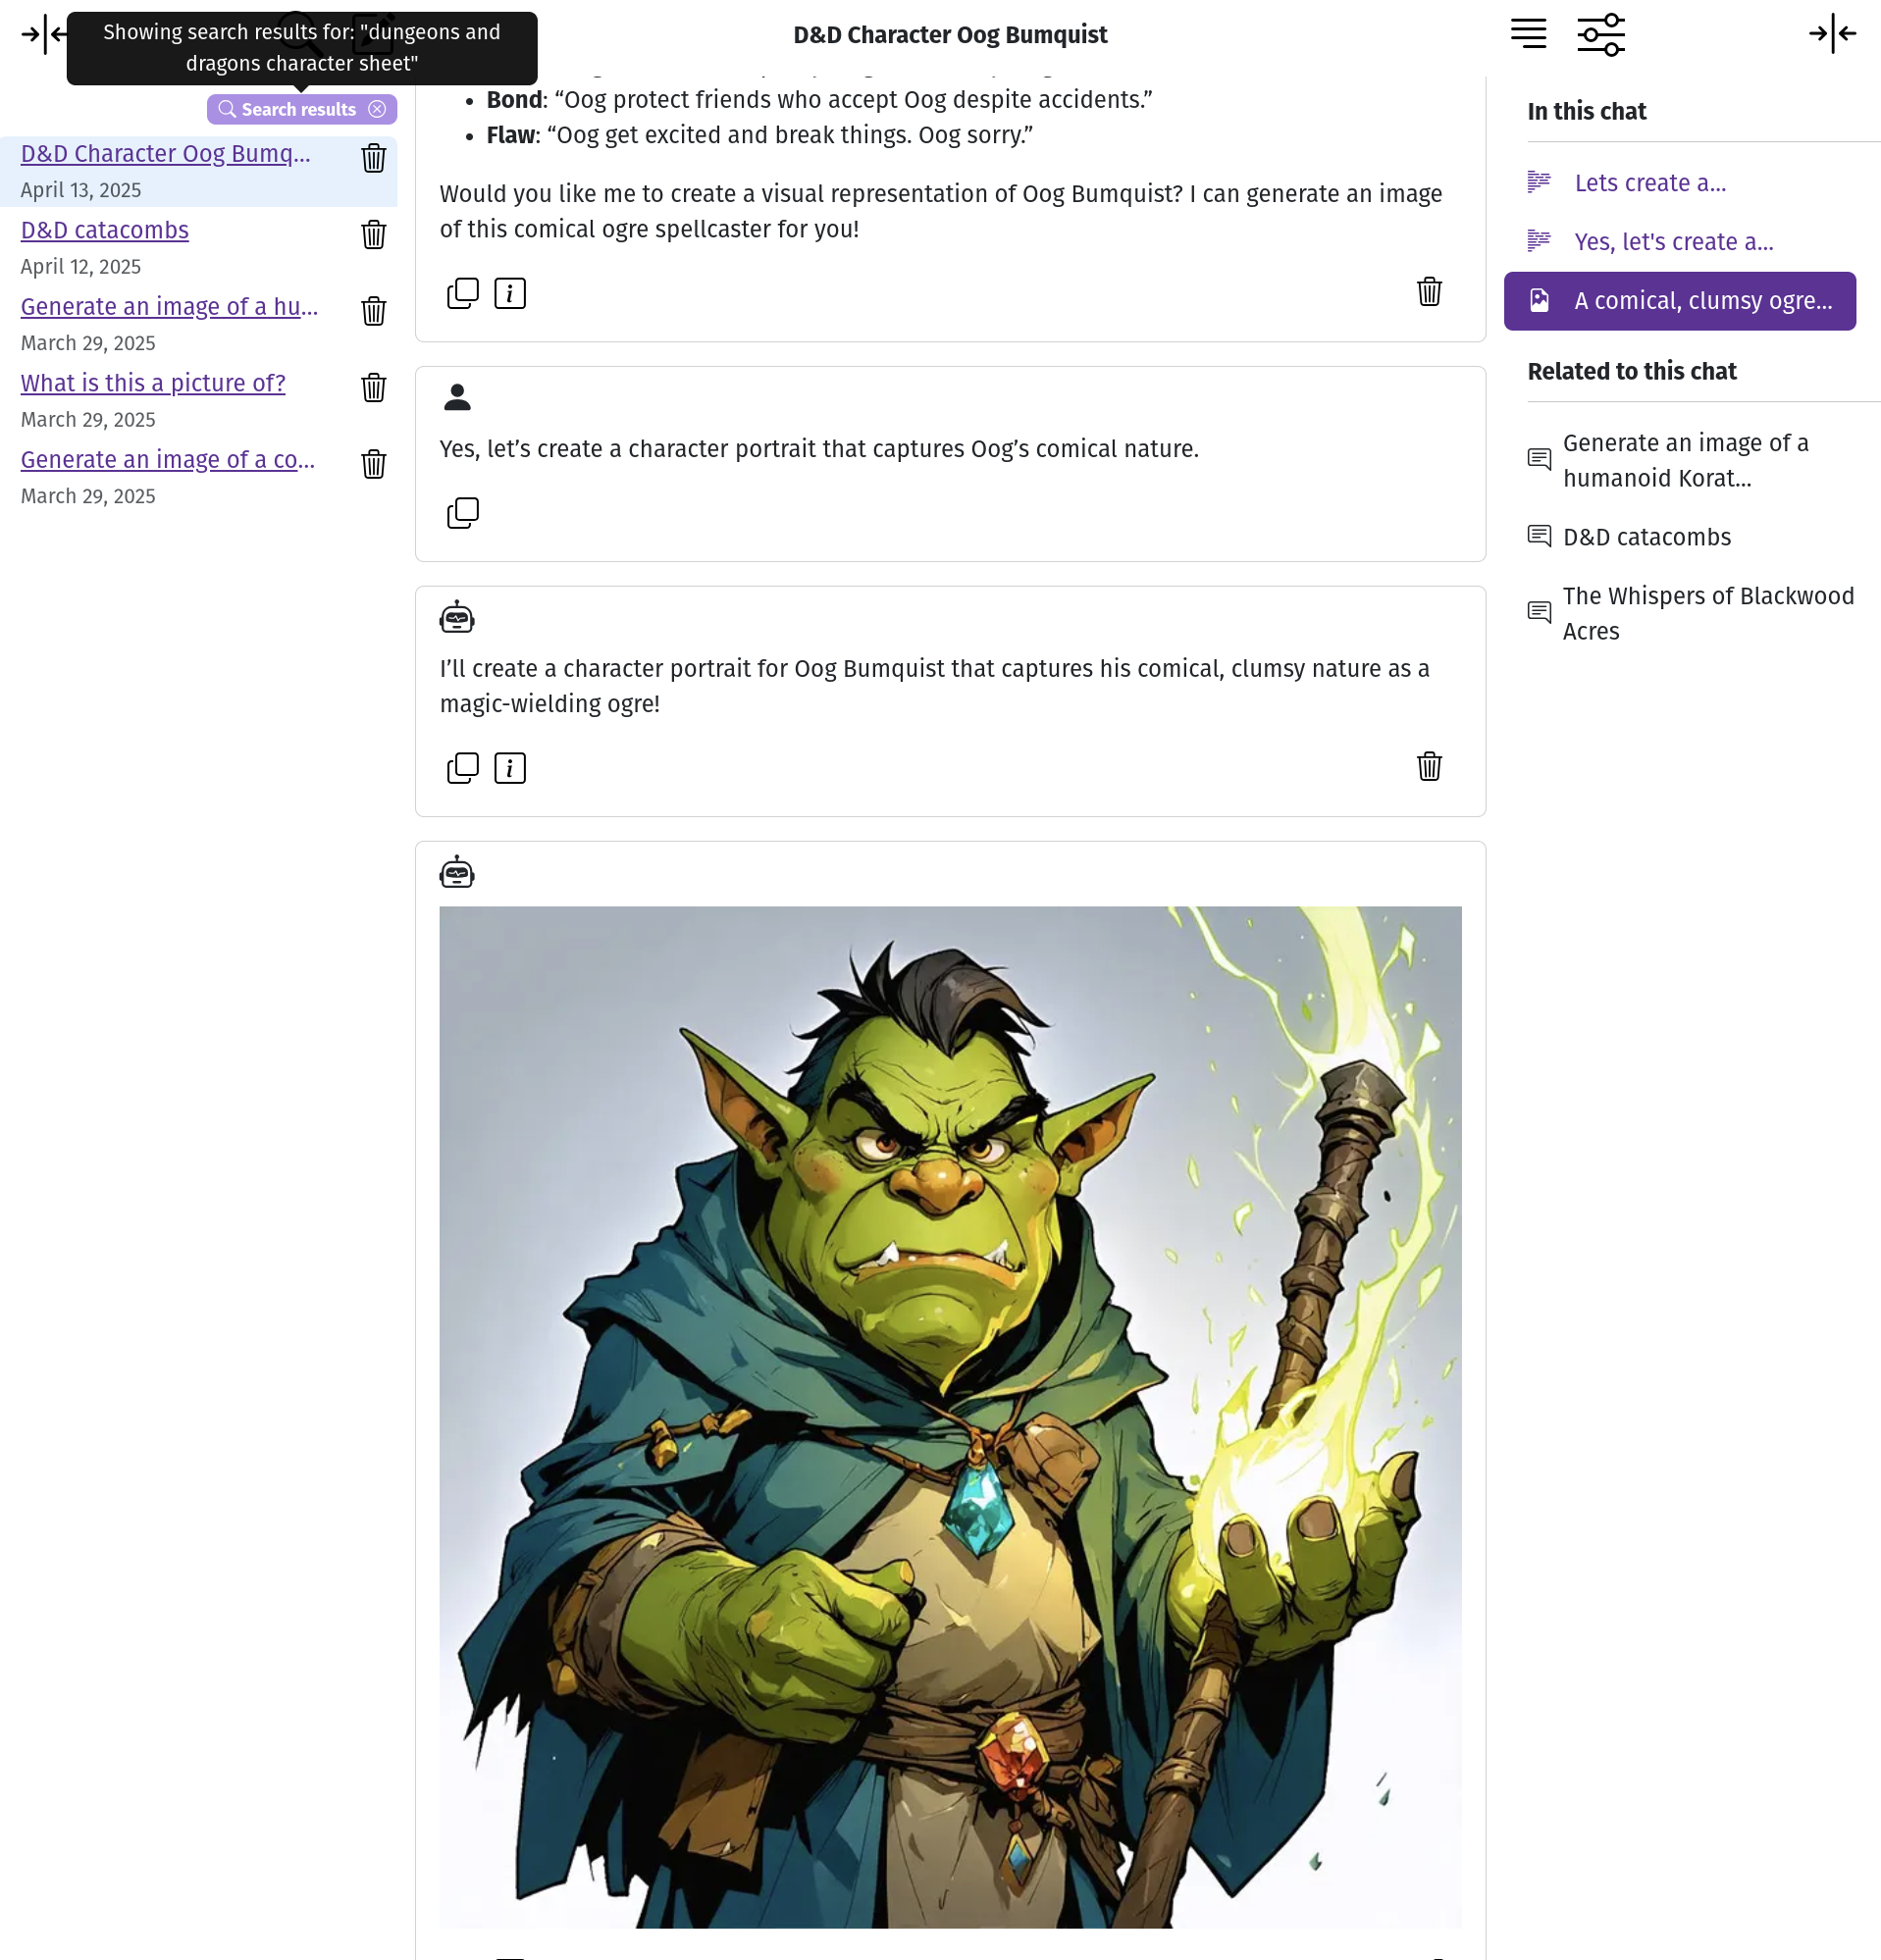 Showing search results for: "dungeons and
dragons character sheet"
D&D Character Oog Bumquist
Search results
D&D Character Oog Bumq...
April 13, 2025
D&D catacombs
April 12, 2025
Generate an image of a hu...
March 29, 2025
What is this a picture of?
March 29, 2025
Generate an image of a co...
March 29, 2025
• Bond: “Oog protect friends who accept Oog despite accidents.”
• Flaw: “Oog get excited and break things. Oog sorry.”
Would you like me to create a visual representation of Oog Bumquist? I can generate an image
of this comical ogre spellcaster for you!
Yes, let’s create a character portrait that captures Oog’s comical nature.
I’ll create a character portrait for Oog Bumquist that captures his comical, clumsy nature as a
magic-wielding ogre!
In this chat
Lets create a...
Yes, let's create a...
A comical, clumsy ogre...
Related to this chat
Generate an image of a
humanoid Korat...
D&D catacombs
The Whispers of Blackwood
Acres